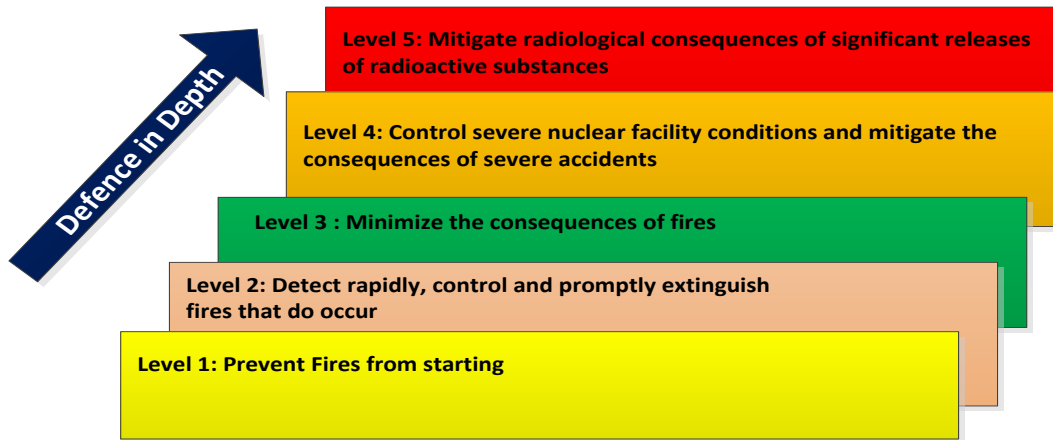 Defence in Depth
Level 5: Mitigate radiological consequences of significant releases
of radioactive substances
Level 4: Control severe nuclear facility conditions and mitigate the
consequences of severe accidents
Level 3 : Minimize the consequences of fires
Level 2: Detect rapidly, control and promptly extinguish
fires that do occur
Level 1: Prevent Fires from starting